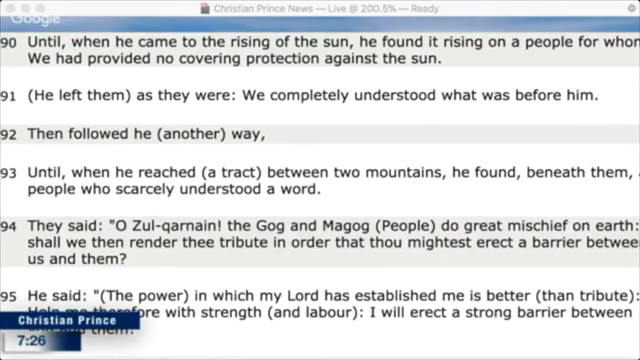 Christian Prince News — Live @ 200.5% — Ready
Google
90 Until, when he came to the rising of the sun, he found it rising on a people for whom
We had provided no covering protection against the sun.
91 (He left them) as they were: We completely understood what was before him.
92 Then followed he (another) way,
93 Until, when he reached (a tract) between two mountains, he found, beneath them,
people who scarcely understood a word.
94 They said: "O Zul-qarnain! the Gog and Magog (People) do great mischief on earth:
shall we then render thee tribute in order that thou mightest erect a barrier between
us and them?
95 He said: "(The power) in which my Lord has established me is better (than tribute):
Help me therefore with strength (and labour): I will erect a strong barrier between
them?
Christian Prince
7:26